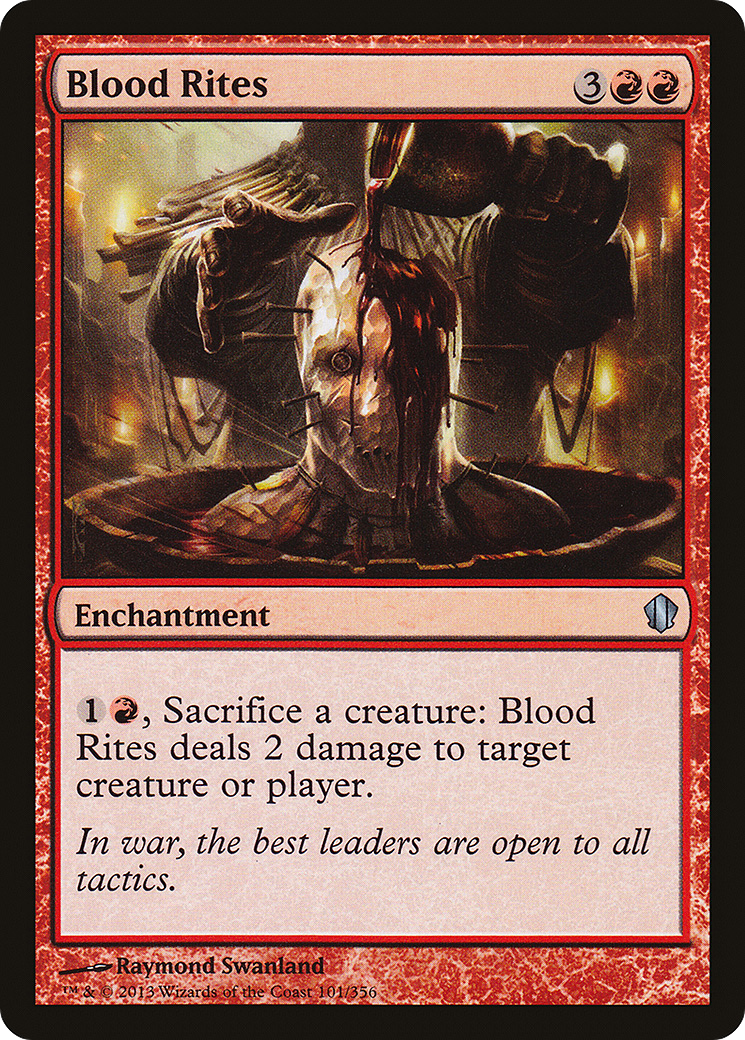 Blood Rites 3
Enchantment
1, Sacrifice a creature: Blood
Rites deals 2 damage to target
creature or player.
In war, the best leaders are open to all
tactics.
Raymond Swanland
™ & © 2013 Wizards of the Coast 101/356